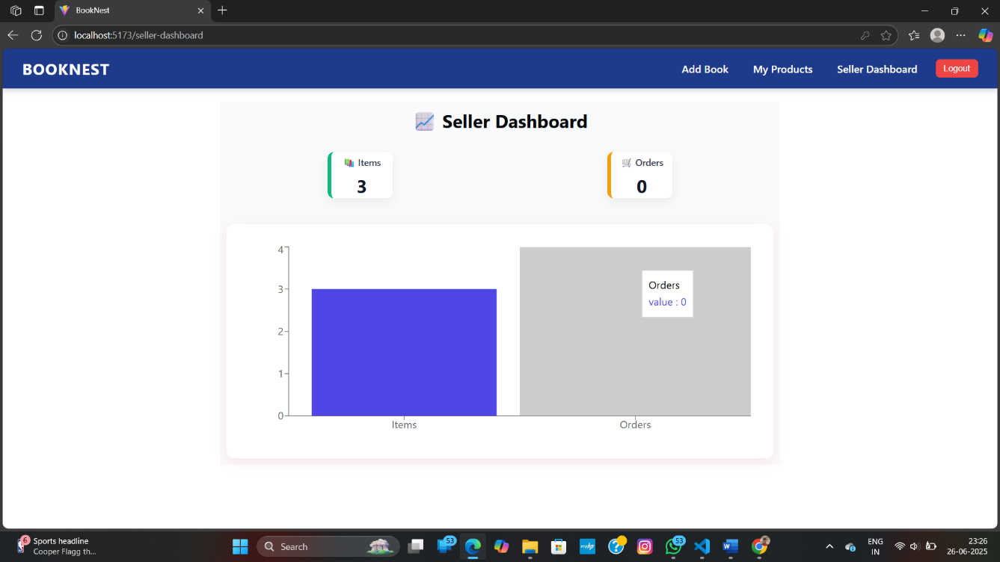 BookNest
localhost:5173/seller-dashboard
BOOKNEST
Add Book
My Products
Seller Dashboard
Logout
Seller Dashboard
Items
3
Orders
0
4
3
2
1
0
Orders
value : 0
Items
Orders
6
Sports headline
Cooper Flagg th...
Search
53
myhp
53
ENG
IN
23:26
26-06-2025